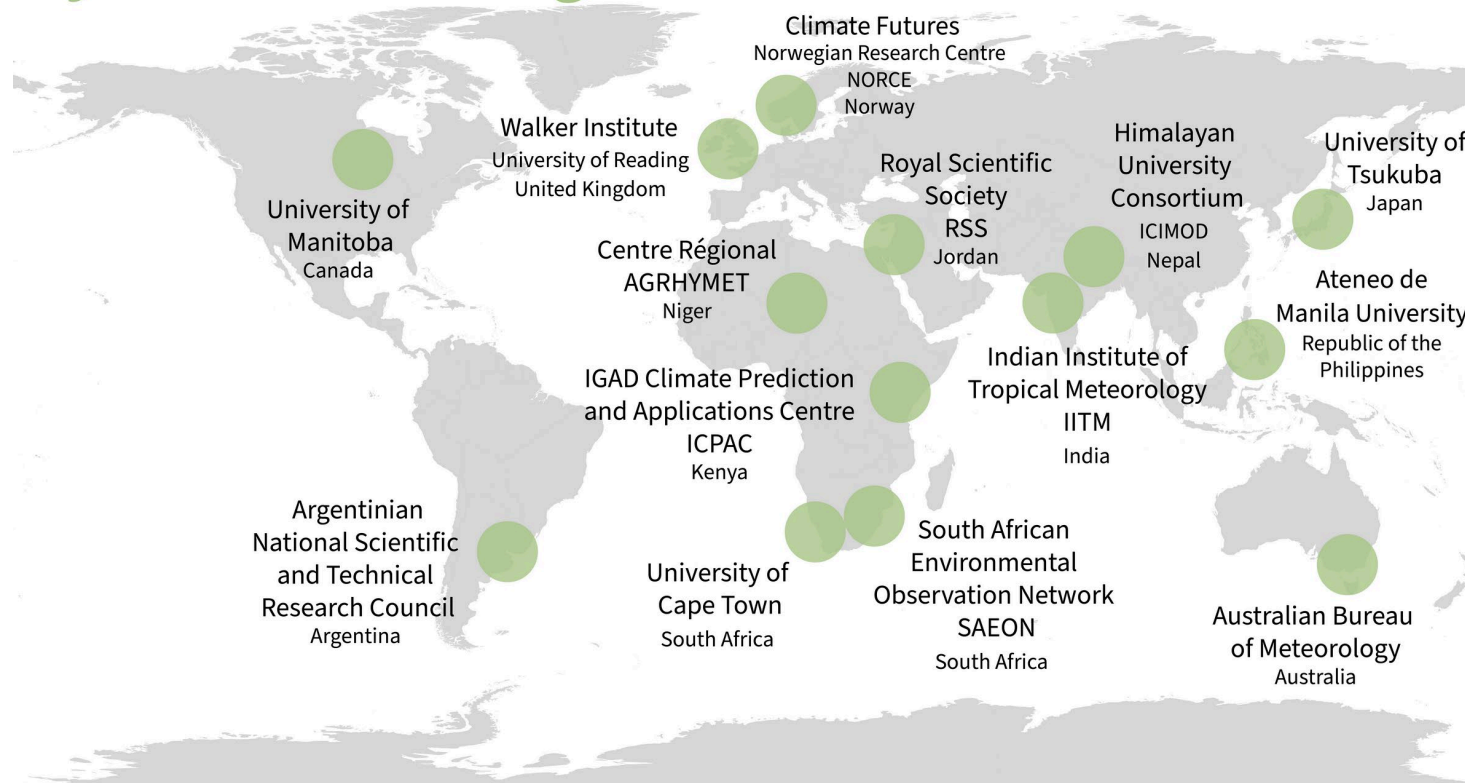 Climate Futures
Norwegian Research Centre
NORCE
Norway
Walker Institute
University of Reading
United Kingdom
Royal Scientific
Society
RSS
Jordan
Himalayan
University
Consortium
ICIMOD
Nepal
University of
Tsukuba
Japan
University of
Manitoba
Canada
Centre Régional
AGRHYMET
Niger
Ateneo de
Manila University
Republic of the
Philippines
IGAD Climate Prediction
and Applications Centre
ICPAC
Kenya
Indian Institute of
Tropical Meteorology
IITM
India
Argentinian
National Scientific
and Technical
Research Council
Argentina
University of
Cape Town
South Africa
South African
Environmental
Observation Network
SAEON
South Africa
Australian Bureau
of Meteorology
Australia